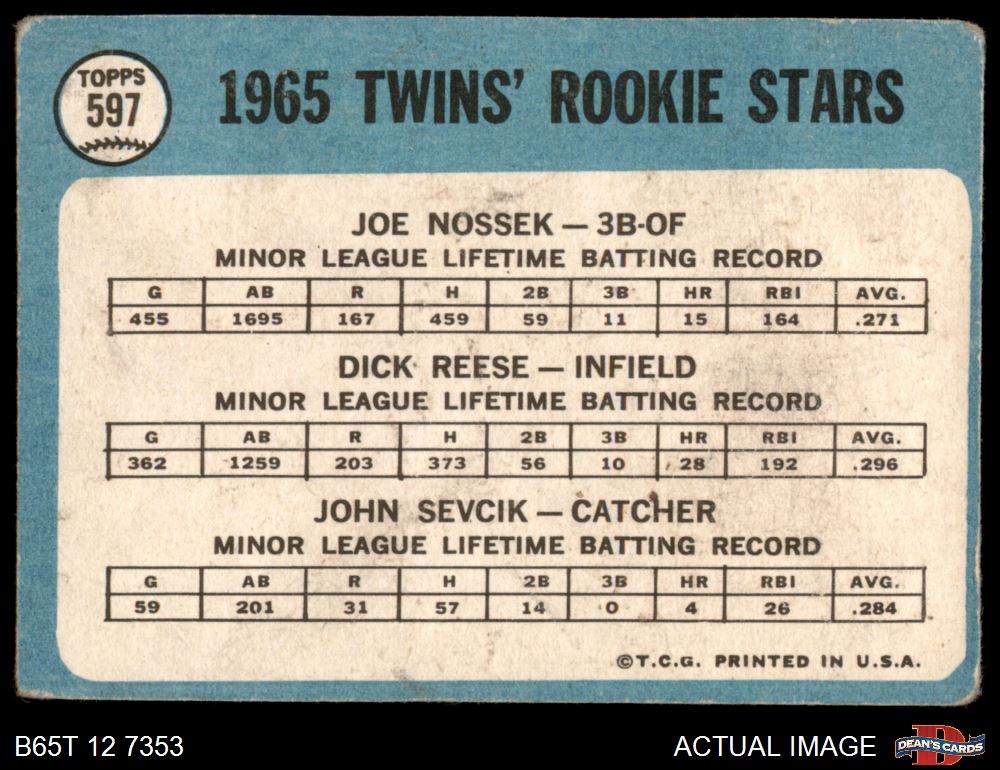 TOPPS
597
1965 TWINS' ROOKIE STARS
JOE NOSSEK — 3B-OF
MINOR LEAGUE LIFETIME BATTING RECORD
G AB R H 2B 3B HR RBI AVG.
455 1695 167 459 59 11 15 164 .271
DICK REESE — INFIELD
MINOR LEAGUE LIFETIME BATTING RECORD
G AB R H 2B 3B HR RBI AVG.
362 1259 203 373 56 10 28 192 .296
JOHN SEVCIK — CATCHER
MINOR LEAGUE LIFETIME BATTING RECORD
G AB R H 2B 3B HR RBI AVG.
59 201 31 57 14 0 4 26 .284
©T.C.G. PRINTED IN U.S.A.
B65T 12 7353
ACTUAL IMAGE
D
DEAN'S CARDS